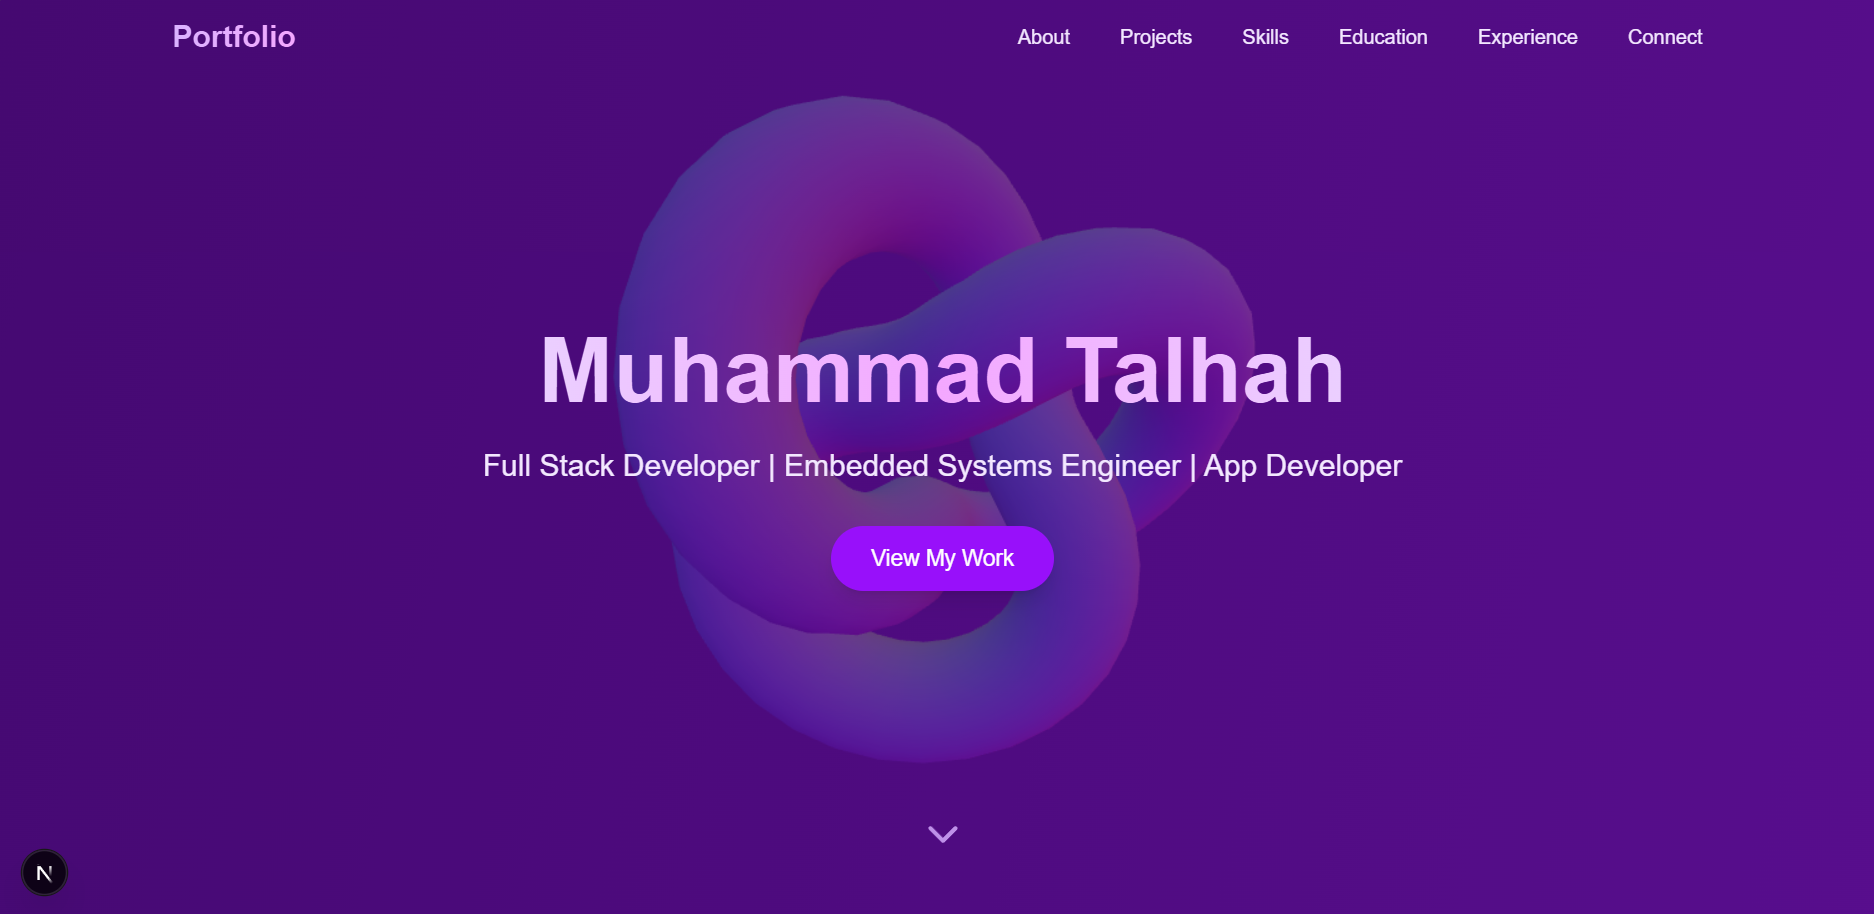 Portfolio
About
Projects
Skills
Education
Experience
Connect
Muhammad Talhah
Full Stack Developer | Embedded Systems Engineer | App Developer
View My Work
N